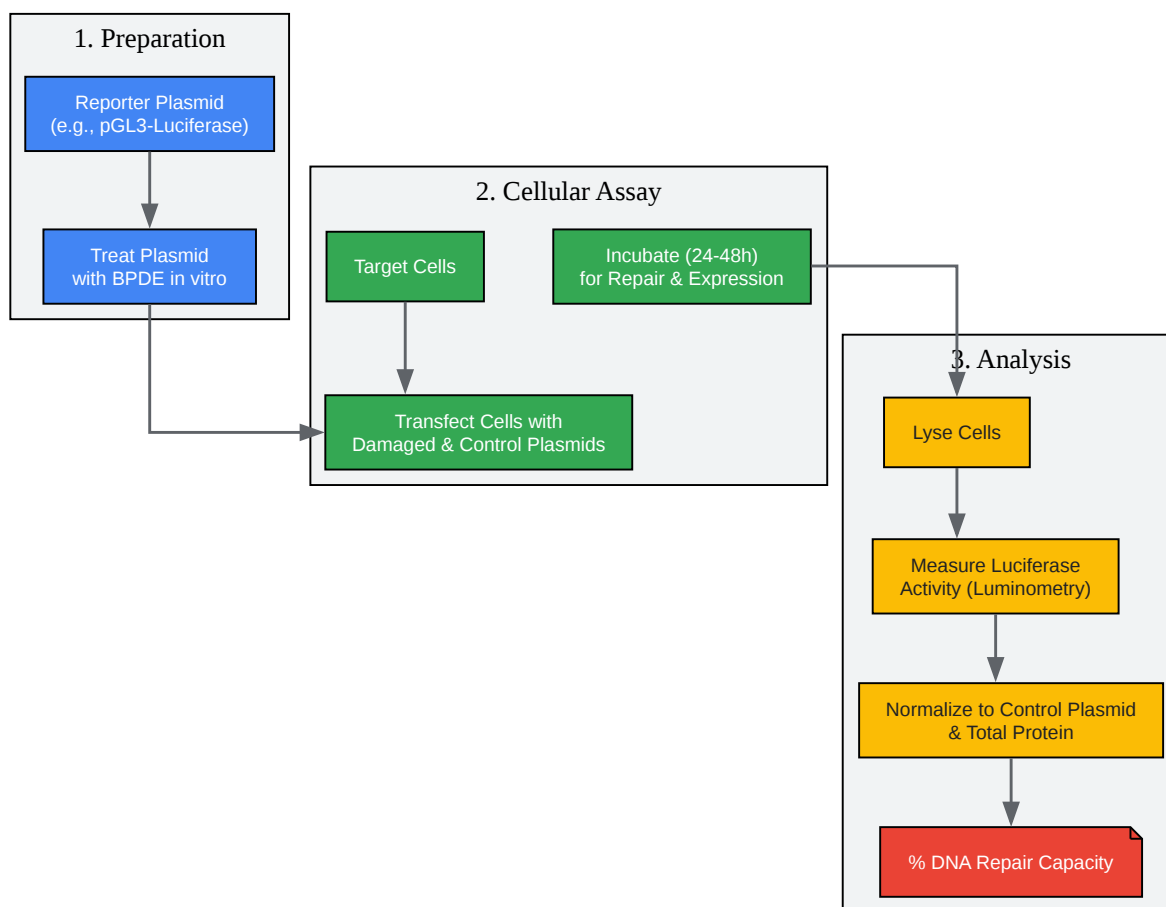 1. Preparation
Reporter Plasmid
(e.g., pGL3-Luciferase)
Treat Plasmid
with BPDE in vitro
2. Cellular Assay
Target Cells
Incubate (24-48h)
for Repair & Expression
Transfect Cells with
Damaged & Control Plasmids
3. Analysis
Lyse Cells
Measure Luciferase
Activity (Luminometry)
Normalize to Control Plasmid
& Total Protein
% DNA Repair Capacity